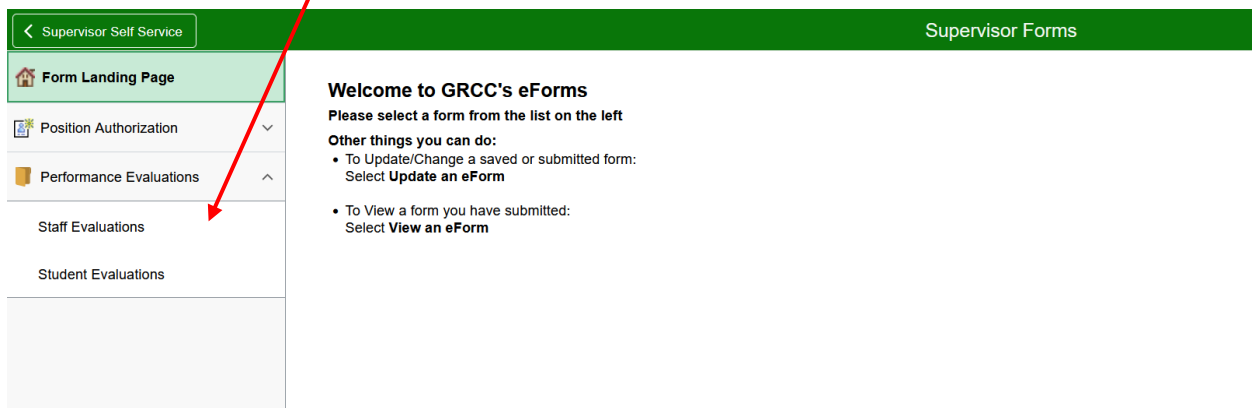 Supervisor Self Service
Supervisor Forms
Form Landing Page
Position Authorization
Performance Evaluations
Staff Evaluations
Student Evaluations
Welcome to GRCC's eForms
Please select a form from the list on the left
Other things you can do:
• To Update/Change a saved or submitted form:
Select Update an eForm
• To View a form you have submitted:
Select View an eForm